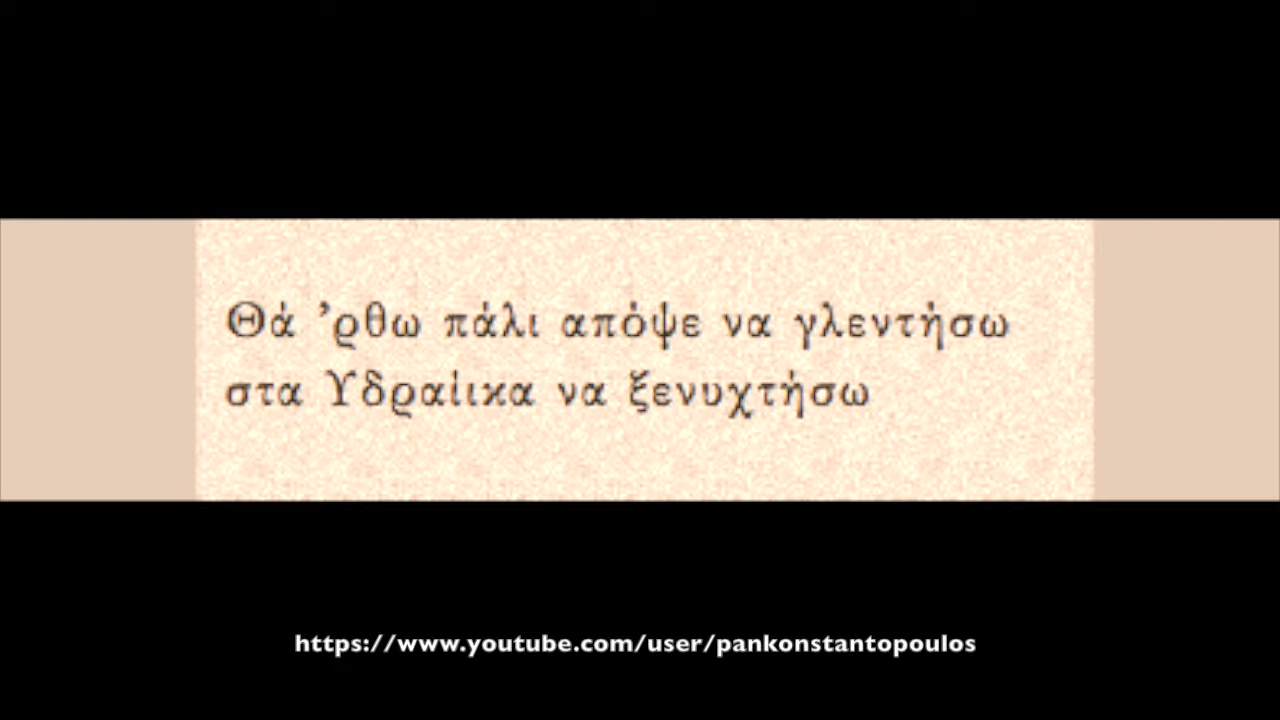 Θά ’ρθω πάλι απόψε να γλεντήσω
στα Υδραίικα να ξενυχτήσω
https://www.youtube.com/user/pankonstantopoulos